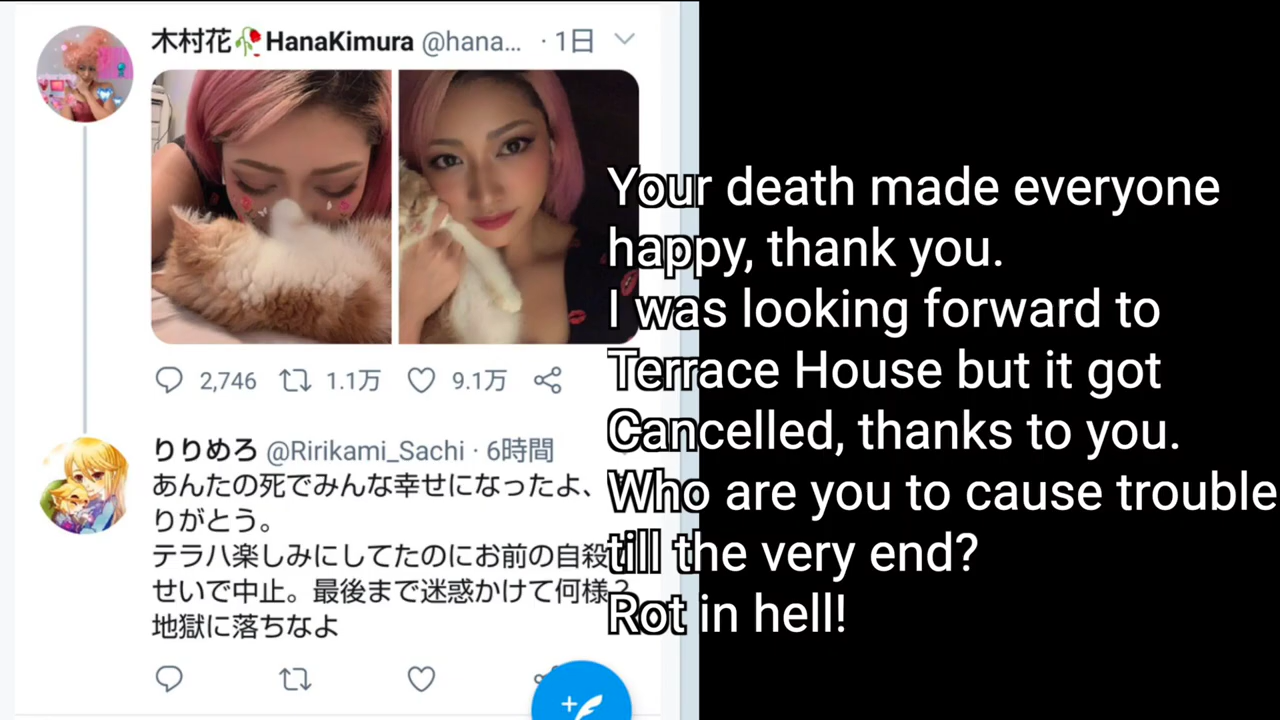 木村花🥀HanaKimura @hana... · 1日
2,746 1.1万 9.1万
りりめろ @Ririkami_Sachi · 6時間
あんたの死でみんな幸せになったよ、
りがとう。
テラハ楽しみにしてたのにお前の自殺
せいで中止。最後まで迷惑かけて何様?
地獄に落ちなよ
Your death made everyone
happy, thank you.
I was looking forward to
Terrace House but it got
Cancelled, thanks to you.
Who are you to cause trouble
till the very end?
Rot in hell!